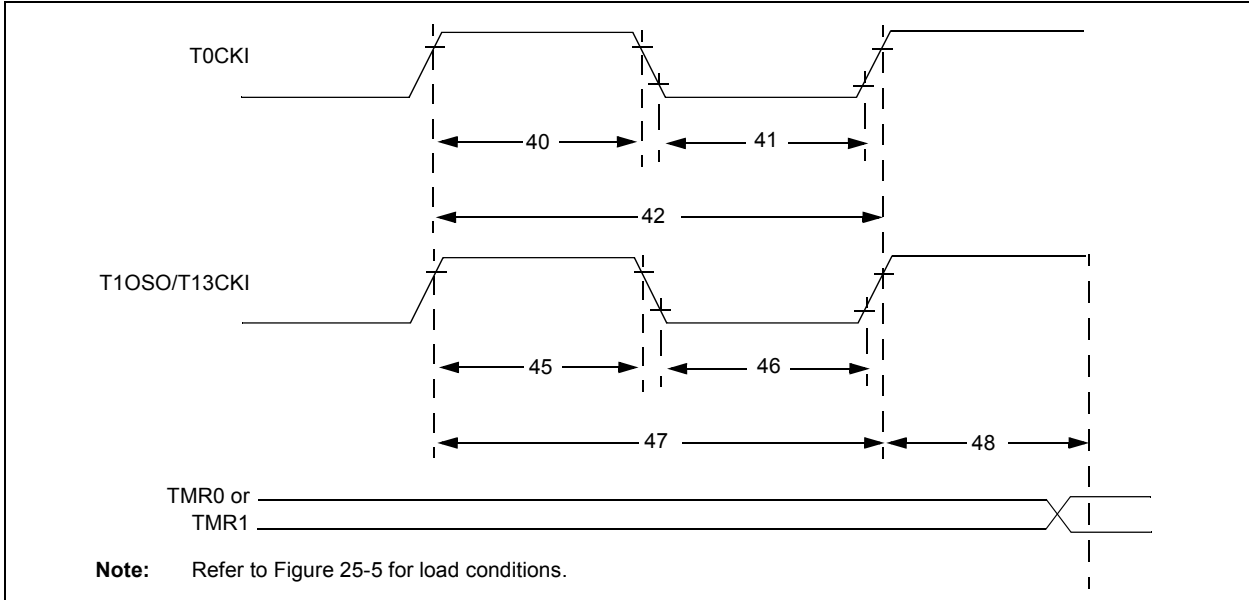 T0CKI
40
41
42
T1OSO/T13CKI
45
46
47
48
TMR0 or
TMR1
Note: Refer to Figure 25-5 for load conditions.